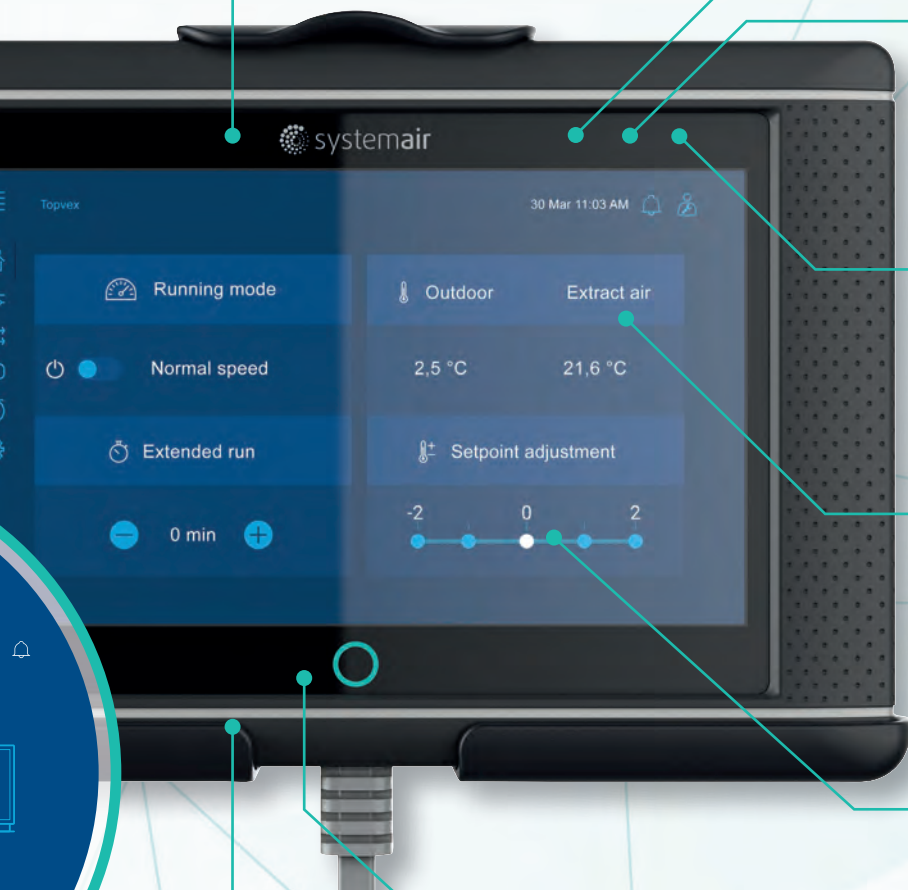 systemair
Topvex
30 Mar 11:03 AM
Running mode
Outdoor Extract air
Normal speed
2,5 °C 21,6 °C
Extended run
Setpoint adjustment
-2 0 2
0 min